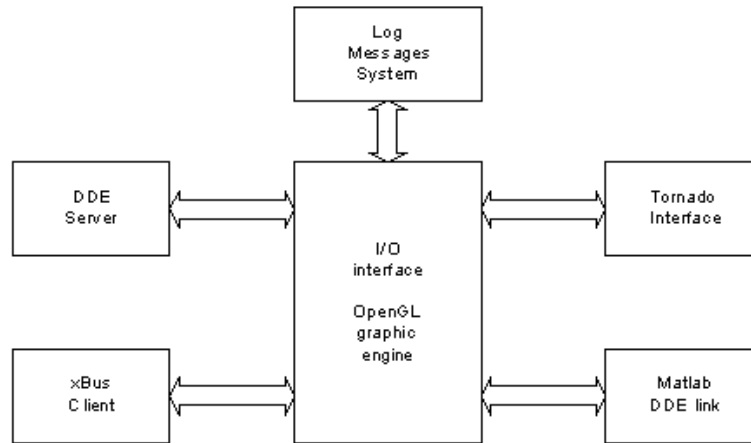 Log
Messages
System
DDE
Server
Tornado
Interface
I/O
interface
OpenGL
graphic
engine
xBus
Client
Matlab
DDE link